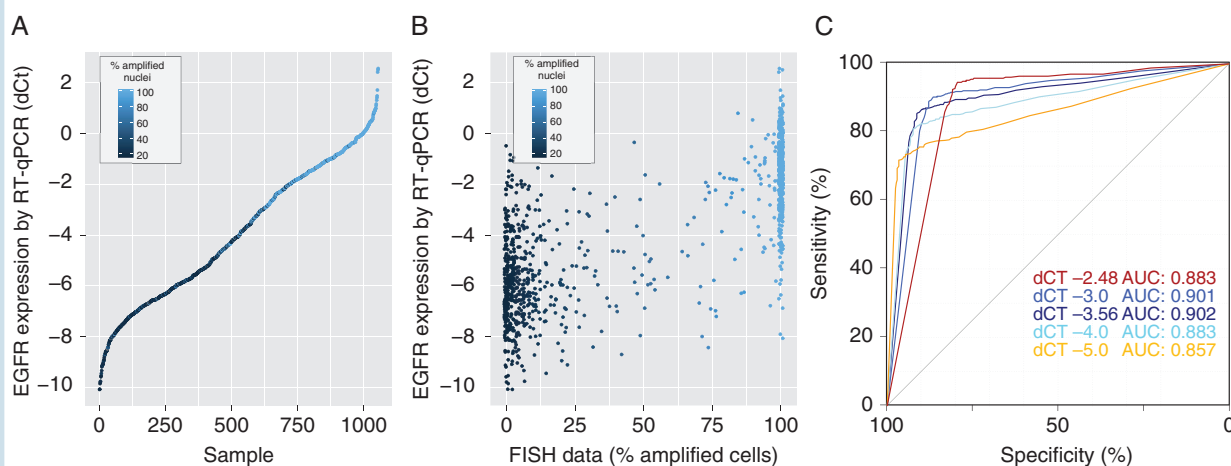 A
EGFR expression by RT-qPCR (dCt)
2
0
−2
−4
−6
−8
−10
% amplified
nuclei
100
80
60
40
20
0
250
500
750
1000
Sample
B
EGFR expression by RT-qPCR (dCt)
2
0
−2
−4
−6
−8
−10
% amplified
nuclei
100
80
60
40
20
0
25
50
75
100
FISH data (% amplified cells)
C
Sensitivity (%)
100
80
60
40
20
0
dCT −2.48 AUC: 0.883
dCT −3.0 AUC: 0.901
dCT −3.56 AUC: 0.902
dCT −4.0 AUC: 0.883
dCT −5.0 AUC: 0.857
100
50
0
Specificity (%)